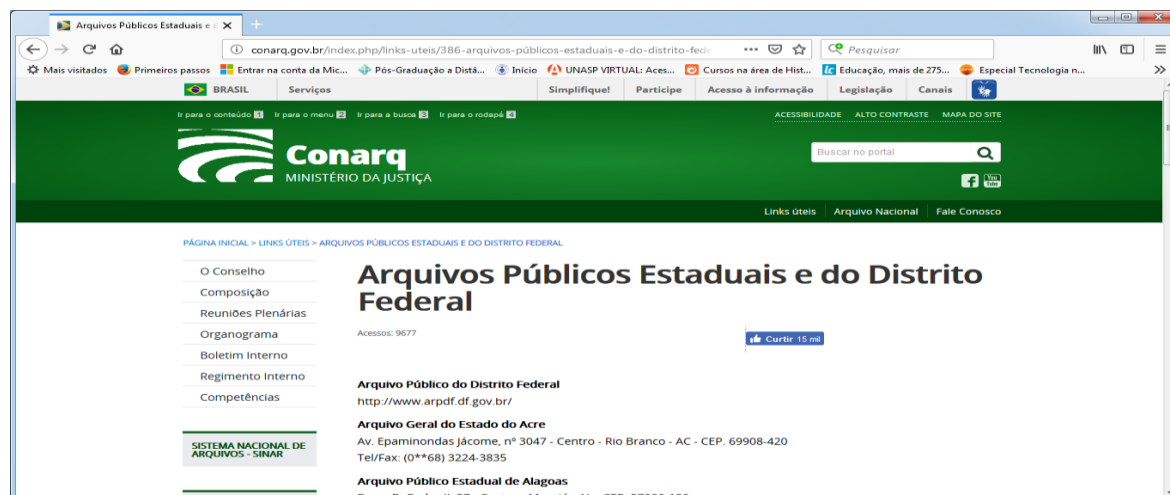 Arquivos Públicos Estaduais e d
conarq.gov.br/index.php/links-uteis/386-arquivos-públicos-estaduais-e-do-distrito-fede
Pesquisar
Mais visitados Primeiros passos Entrar na conta da Mic... Pós-Graduação a Distâ... Início UNASP VIRTUAL: Aces... Cursos na área de Hist... Educação, mais de 275... Especial Tecnologia n...
BRASIL Serviços Simplifique! Participe Acesso à informação Legislação Canais
Ir para o conteúdo 1 Ir para o menu 2 Ir para a busca 3 Ir para o rodapé 4 ACESSIBILIDADE ALTO CONTRASTE MAPA DO SITE
Conarq
MINISTÉRIO DA JUSTIÇA
Buscar no portal
You Tube
Links úteis Arquivo Nacional Fale Conosco
PÁGINA INICIAL > LINKS ÚTEIS > ARQUIVOS PÚBLICOS ESTADUAIS E DO DISTRITO FEDERAL
O Conselho
Composição
Reuniões Plenárias
Organograma
Boletim Interno
Regimento Interno
Competências
SISTEMA NACIONAL DE
ARQUIVOS - SINAR
Arquivos Públicos Estaduais e do Distrito
Federal
Acessos: 9677
Curtir 15 mil
Arquivo Público do Distrito Federal
http://www.arpdf.df.gov.br/
Arquivo Geral do Estado do Acre
Av. Epaminondas Jácome, nº 3047 - Centro - Rio Branco - AC - CEP. 69908-420
Tel/Fax: (0**68) 3224-3835
Arquivo Público Estadual de Alagoas